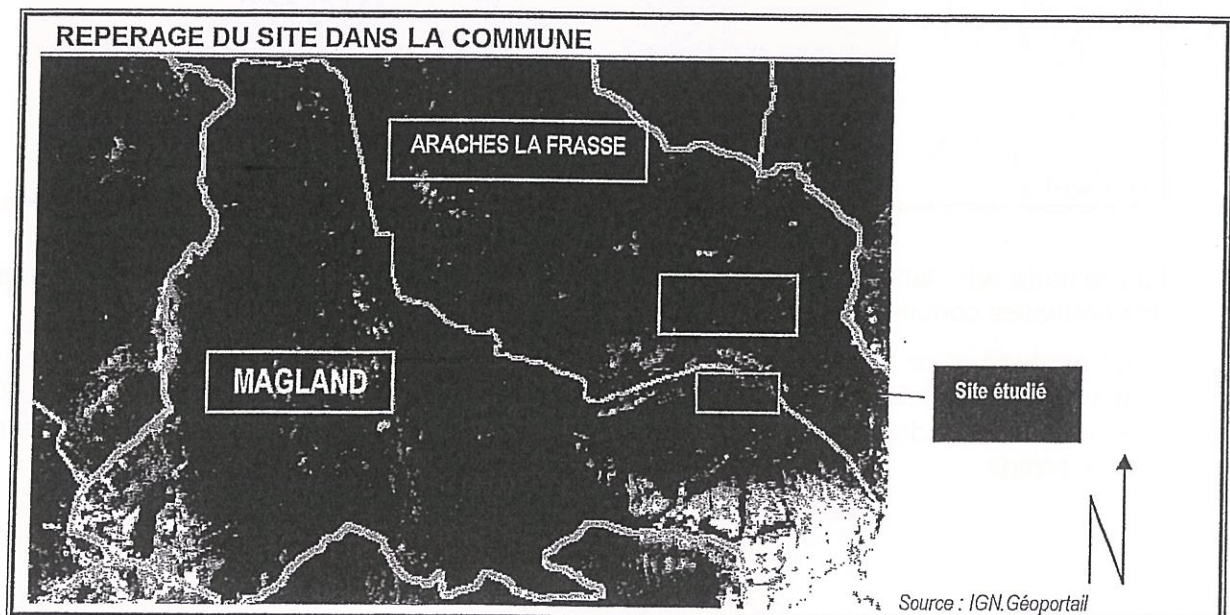 REPERAGE DU SITE DANS LA COMMUNE
ARACHES LA FRASSE
MAGLAND
Site étudié
N
Source : IGN.Géoportail